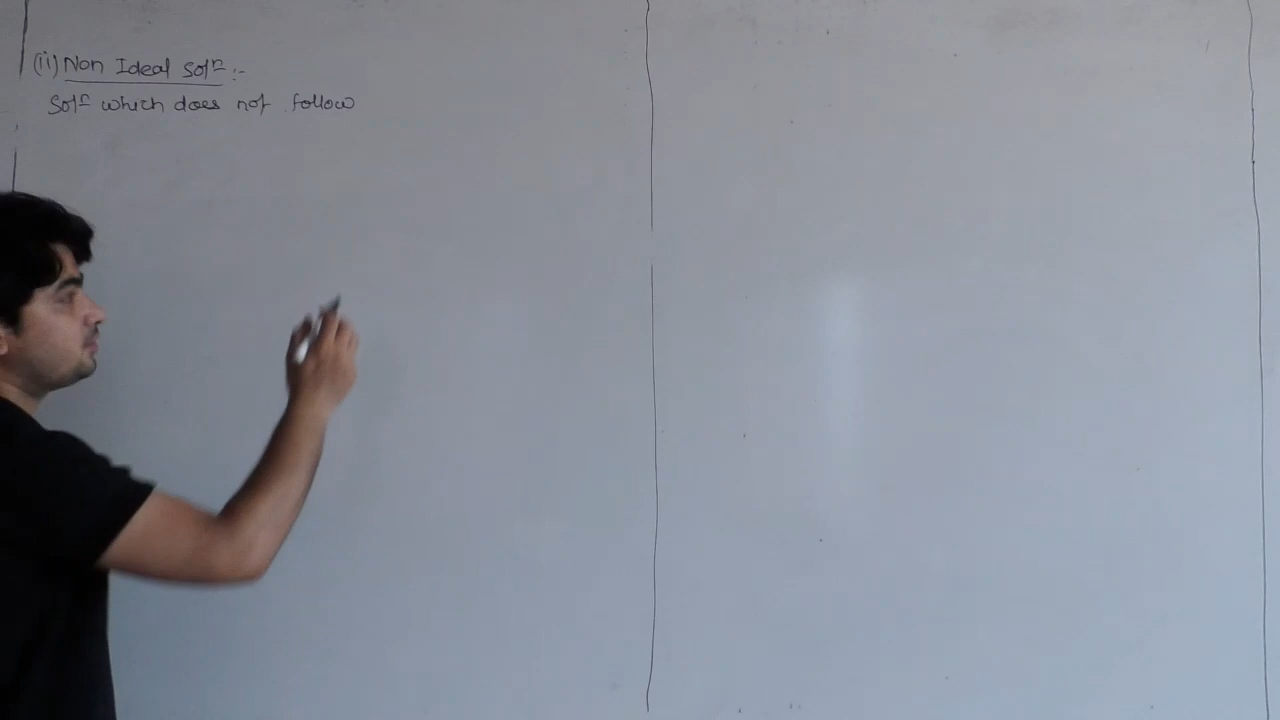 (ii) Non Ideal solⁿ :-
Solⁿ which does not follow